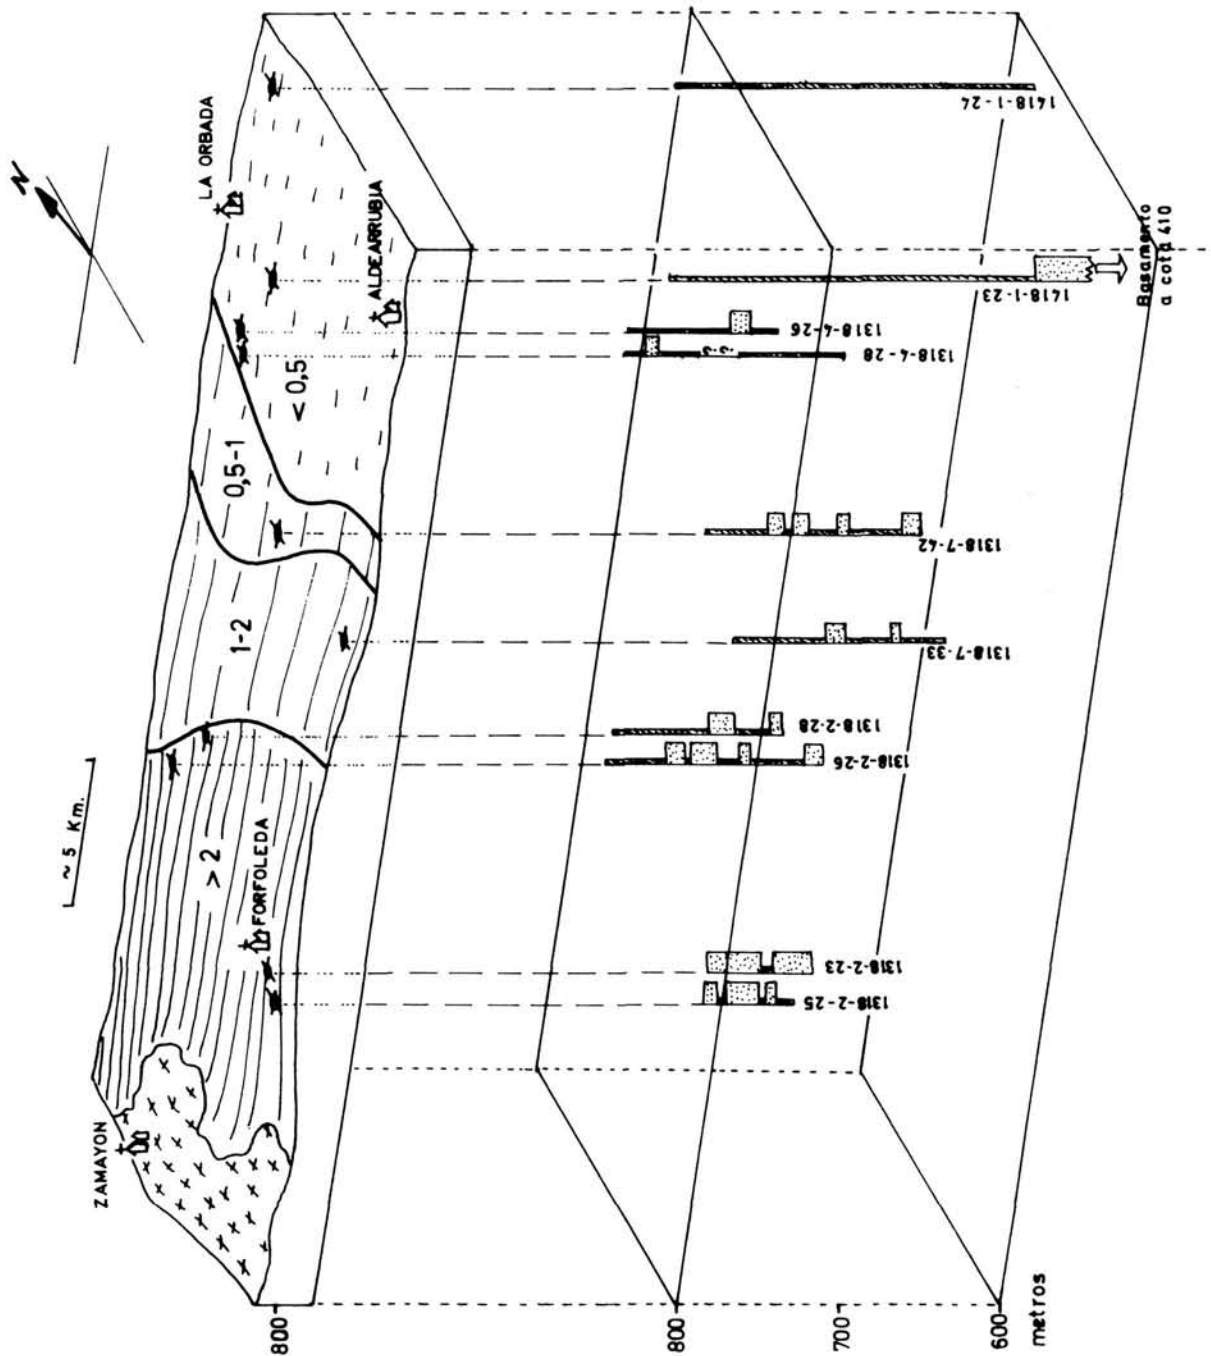 N
~ 5 Km.
ZAMAYON
FORFOLEDA
> 2
1-2
0,5-1
< 0,5
LA ORBADA
ALDEARRUBIA
800
800
700
600
metros
1318-2-25
1318-2-23
1318-2-26
1318-2-28
1318-7-33
1318-7-42
1318-4-28
1318-4-26
?-?
1418-1-23
1418-1-24
Basamento
a cota 410